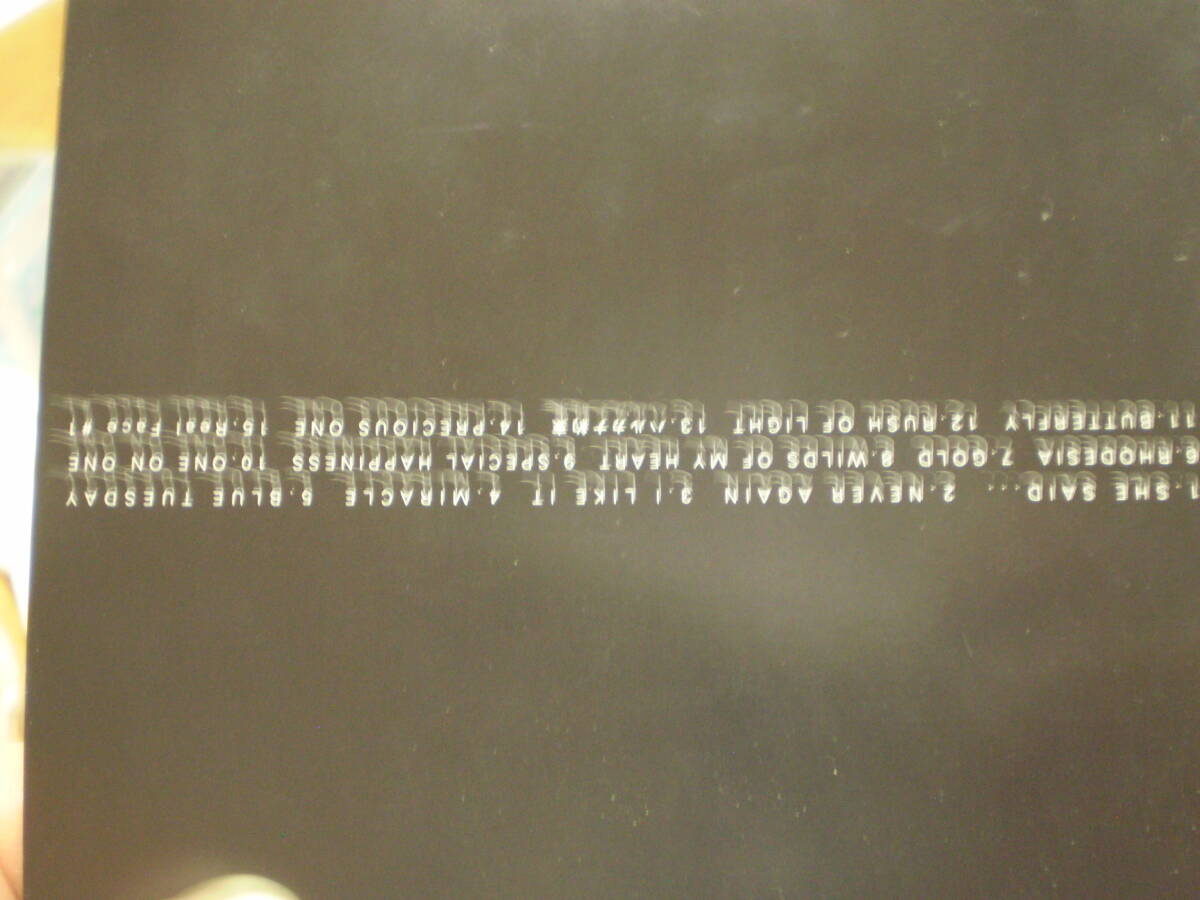 1.SHE SAID... 2.NEVER AGAIN 3.I LIKE IT 4.MIRACLE 5.BLUE TUESDAY
6.RHODESIA 7.GOLD 8.WILDS OF MY HEART 9.SPECIAL HAPPINESS 10.ONE ON ONE
11.BUTTERFLY 12.RUSH OF LIGHT 13.ハルカナ約束 14.PRECIOUS ONE 15.Real Face #1